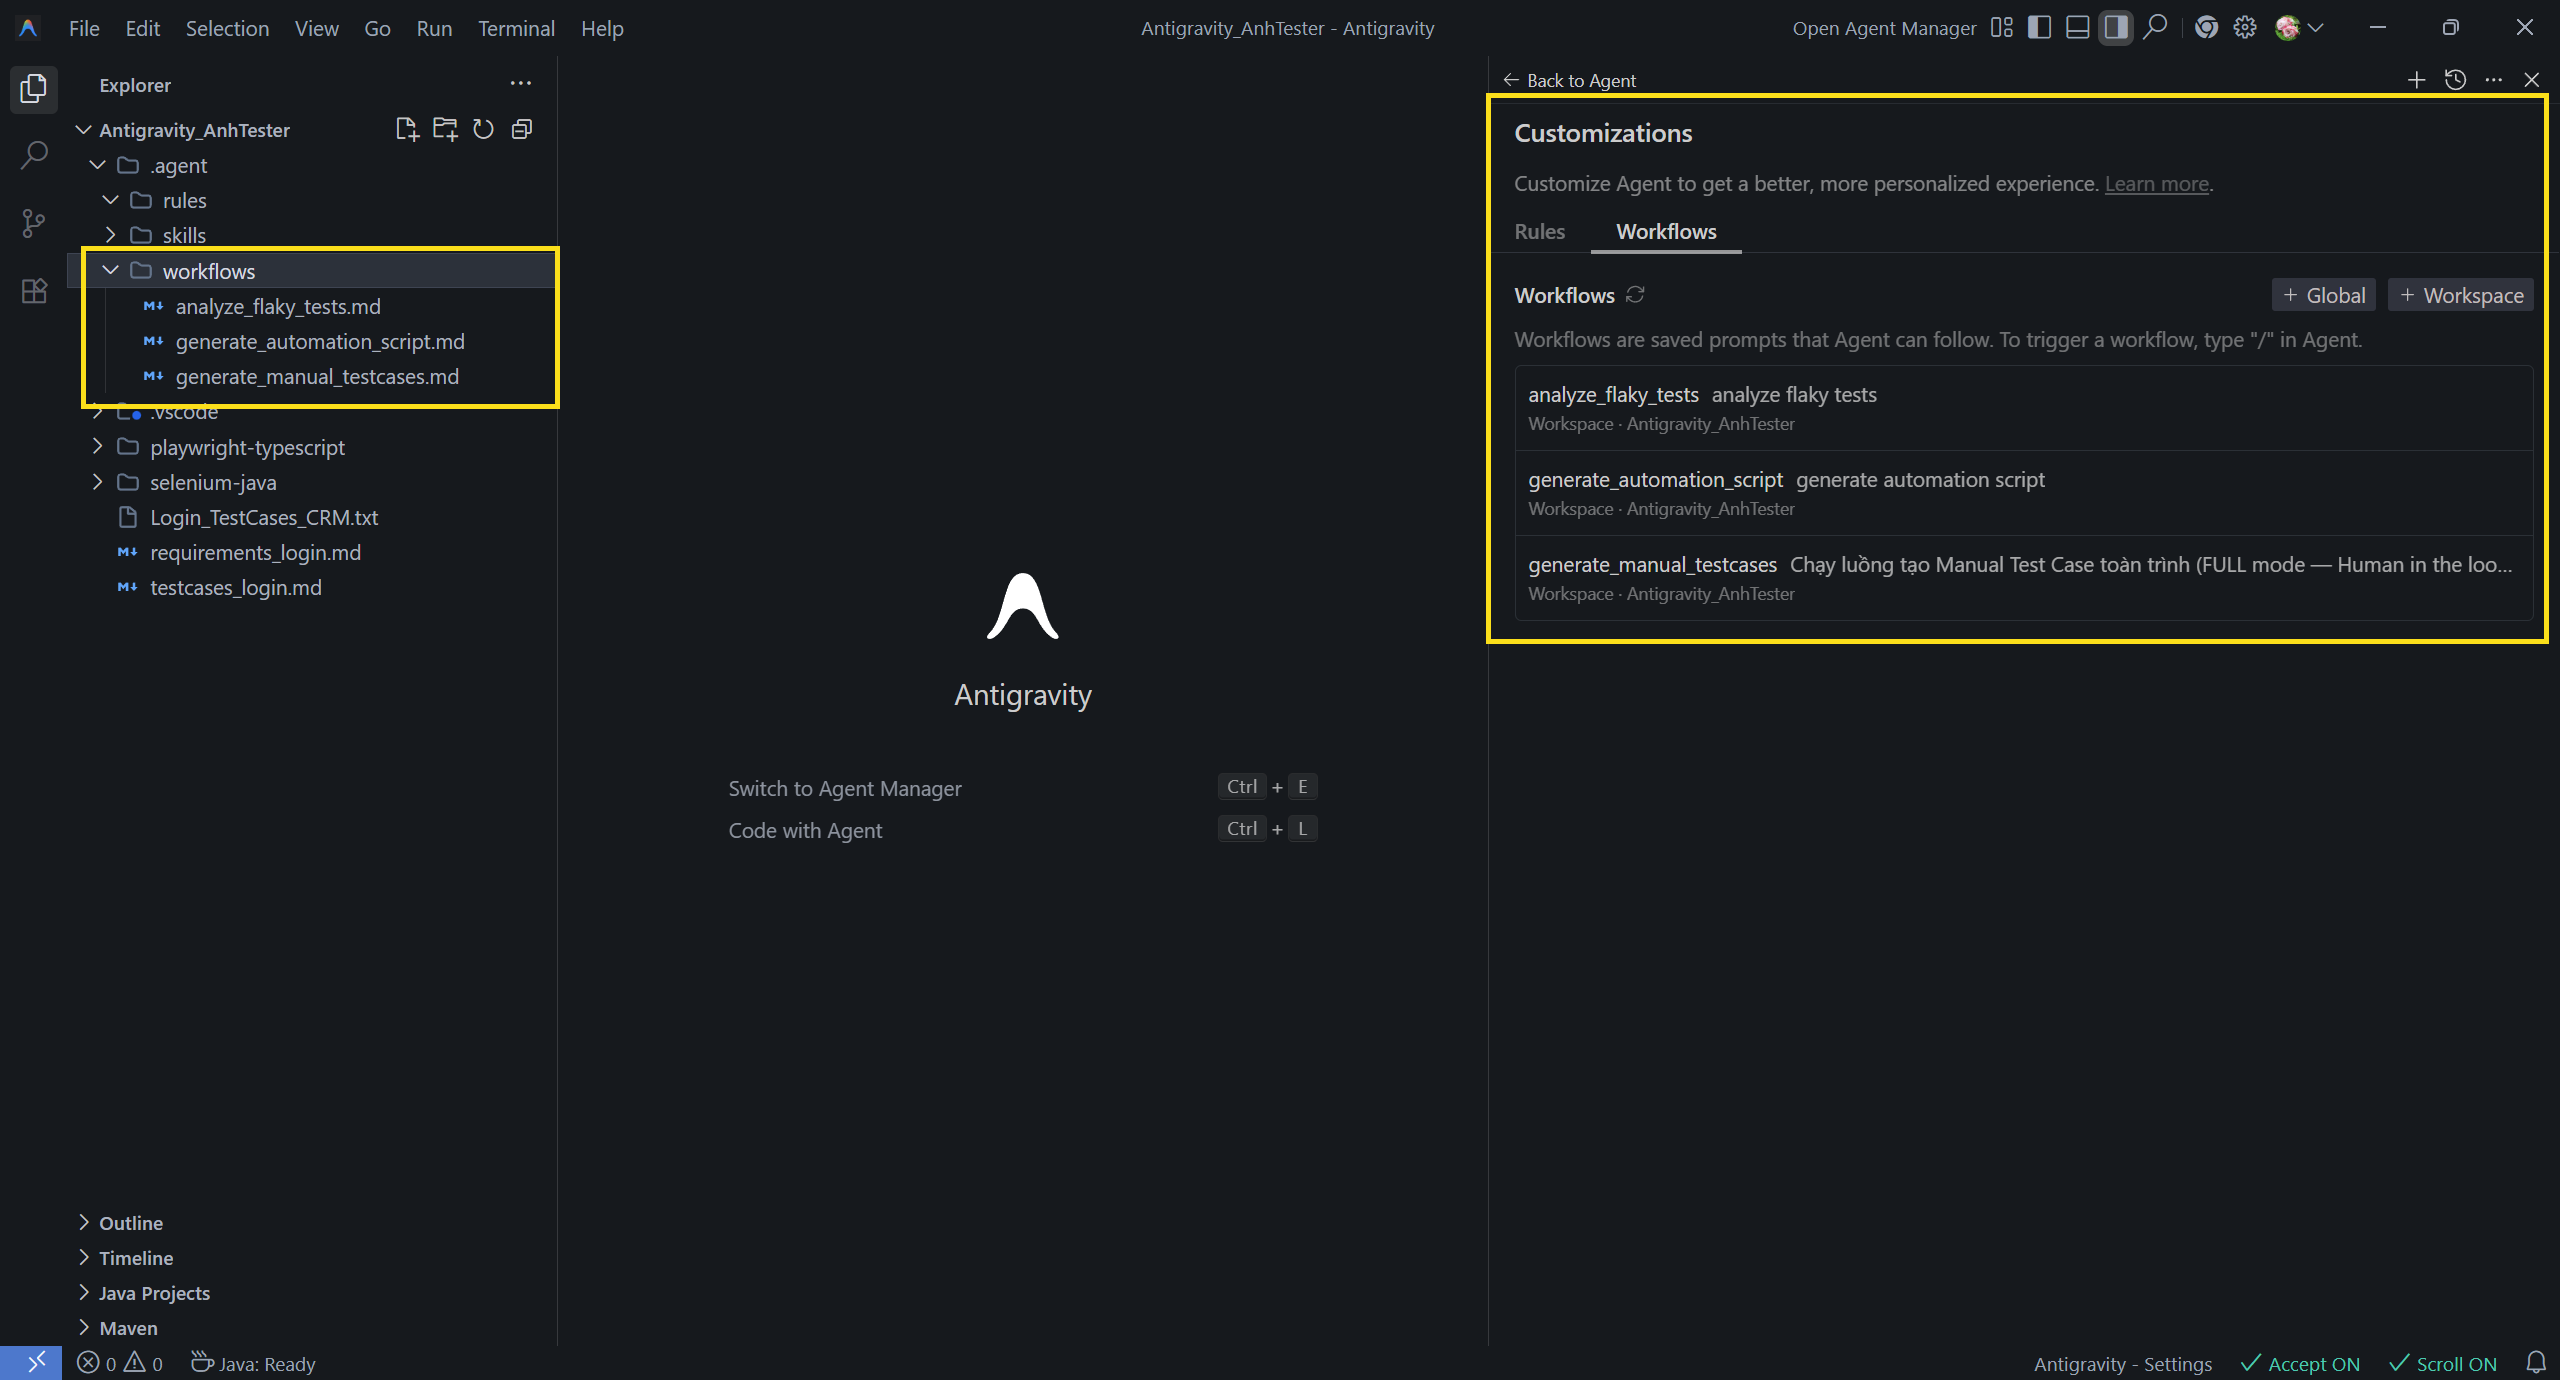 File Edit Selection View Go Run Terminal Help
Antigravity_AnhTester - Antigravity
Open Agent Manager
Explorer
Antigravity_AnhTester
.agent
rules
skills
workflows
analyze_flaky_tests.md
generate_automation_script.md
generate_manual_testcases.md
.vscode
playwright-typescript
selenium-java
Login_TestCases_CRM.txt
requirements_login.md
testcases_login.md
Outline
Timeline
Java Projects
Maven
Antigravity
Switch to Agent Manager Ctrl + E
Code with Agent Ctrl + L
Back to Agent
Customizations
Customize Agent to get a better, more personalized experience. Learn more.
Rules Workflows
Workflows + Global + Workspace
Workflows are saved prompts that Agent can follow. To trigger a workflow, type "/" in Agent.
analyze_flaky_tests analyze flaky tests
Workspace · Antigravity_AnhTester
generate_automation_script generate automation script
Workspace · Antigravity_AnhTester
generate_manual_testcases Chạy luồng tạo Manual Test Case toàn trình (FULL mode — Human in the loo...
Workspace · Antigravity_AnhTester
0 0 Java: Ready
Antigravity - Settings Accept ON Scroll ON